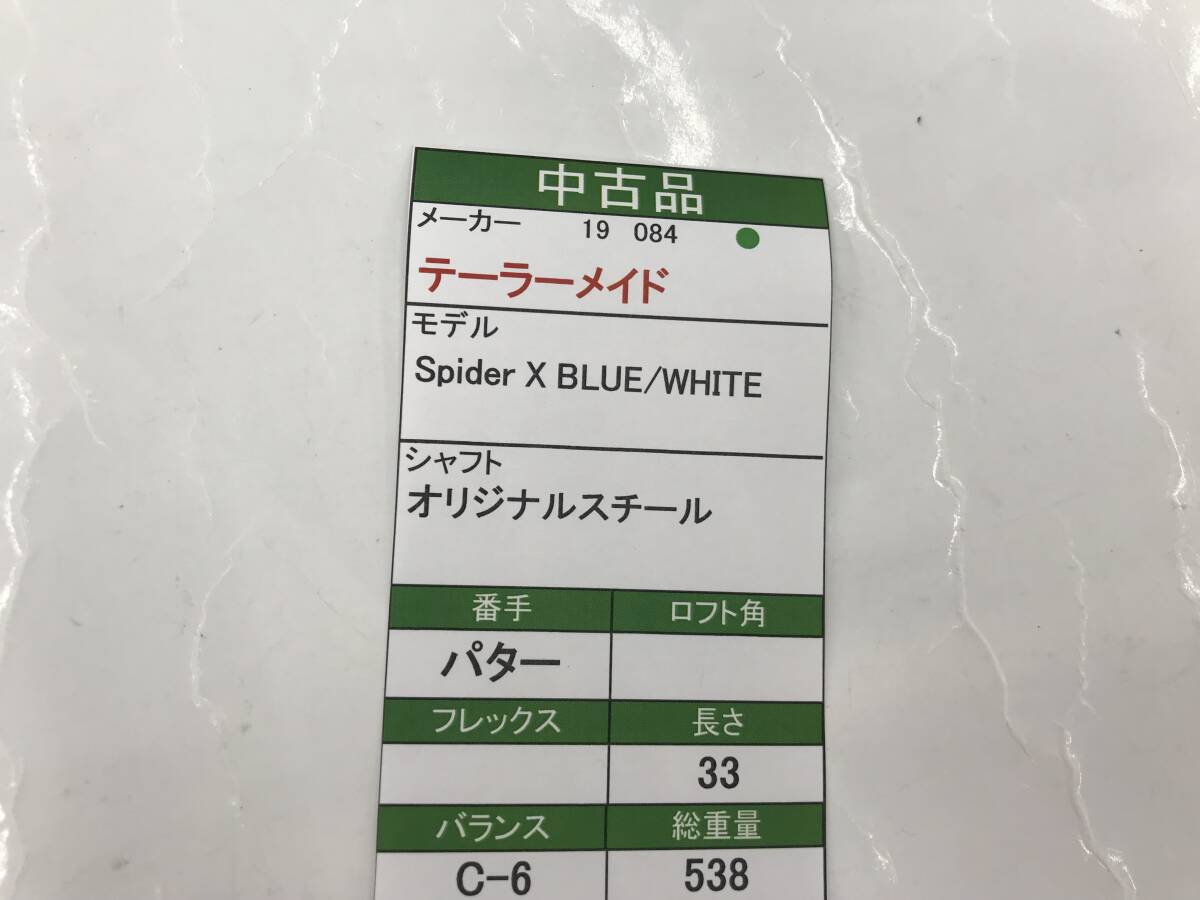 中古品
メーカー 19 084 ●
テーラーメイド
モデル
Spider X BLUE/WHITE
シャフト
オリジナルスチール
番手 ロフト角
パター
フレックス 長さ
33
バランス 総重量
C-6 538